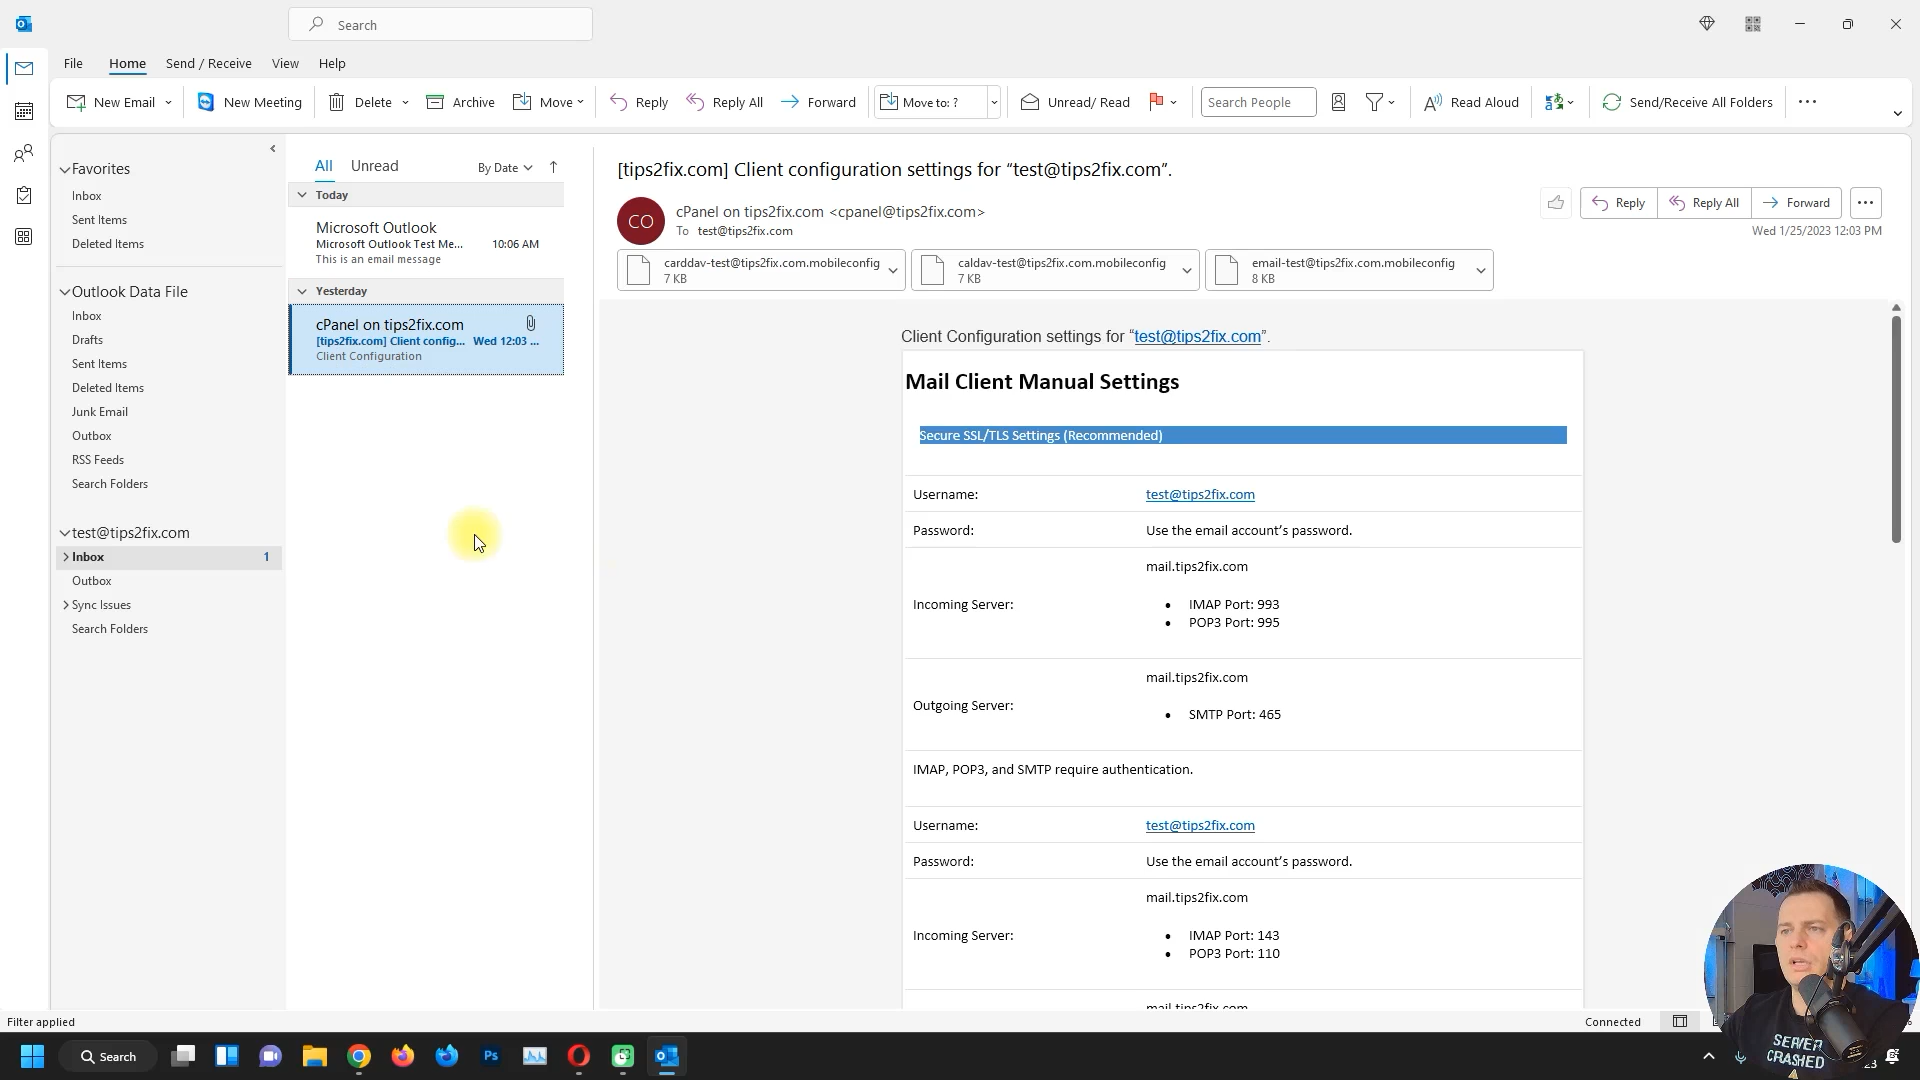 Search
File Home Send / Receive View Help
New Email New Meeting Delete Archive Move Reply Reply All Forward Move to: ? Unread/ Read Search People Read Aloud Send/Receive All Folders
Favorites
Inbox
Sent Items
Deleted Items
Outlook Data File
Inbox
Drafts
Sent Items
Deleted Items
Junk Email
Outbox
RSS Feeds
Search Folders
test@tips2fix.com
Inbox 1
Outbox
Sync Issues
Search Folders
All Unread By Date
Today
Microsoft Outlook
Microsoft Outlook Test Me... 10:06 AM
This is an email message
Yesterday
cPanel on tips2fix.com
[tips2fix.com] Client config... Wed 12:03 ...
Client Configuration
[tips2fix.com] Client configuration settings for “test@tips2fix.com”.
CO
cPanel on tips2fix.com <cpanel@tips2fix.com>
To test@tips2fix.com
Reply Reply All Forward
Wed 1/25/2023 12:03 PM
carddav-test@tips2fix.com.mobileconfig
7 KB
caldav-test@tips2fix.com.mobileconfig
7 KB
email-test@tips2fix.com.mobileconfig
8 KB
Client Configuration settings for “test@tips2fix.com”.
Mail Client Manual Settings
Secure SSL/TLS Settings (Recommended)
Username: test@tips2fix.com
Password: Use the email account’s password.
Incoming Server:
mail.tips2fix.com
• IMAP Port: 993
• POP3 Port: 995
Outgoing Server:
mail.tips2fix.com
• SMTP Port: 465
IMAP, POP3, and SMTP require authentication.
Username: test@tips2fix.com
Password: Use the email account’s password.
Incoming Server:
mail.tips2fix.com
• IMAP Port: 143
• POP3 Port: 110
mail.tips2fix.com
Filter applied
Connected
Search
Ps
SERVER
CRASHED